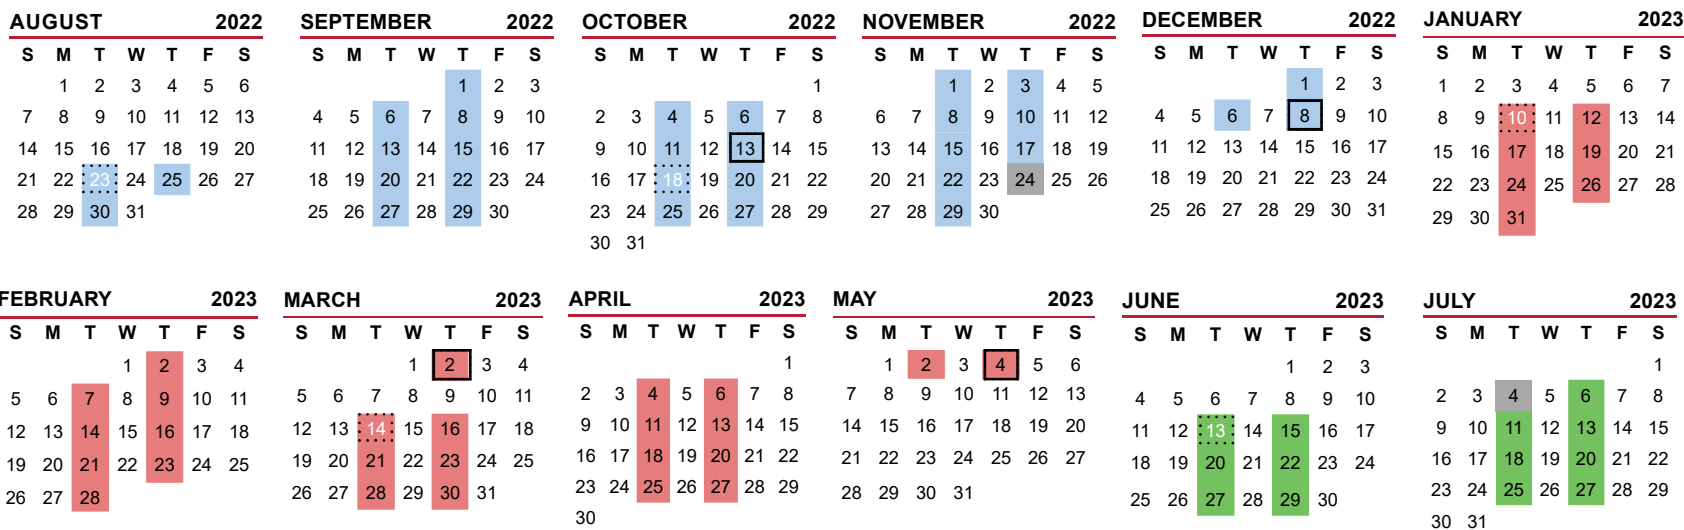 AUGUST 2022
S M T W T F S
1 2 3 4 5 6
7 8 9 10 11 12 13
14 15 16 17 18 19 20
21 22 23 24 25 26 27
28 29 30 31
SEPTEMBER 2022
S M T W T F S
1 2 3
4 5 6 7 8 9 10
11 12 13 14 15 16 17
18 19 20 21 22 23 24
25 26 27 28 29 30
OCTOBER 2022
S M T W T F S
1
2 3 4 5 6 7 8
9 10 11 12 13 14 15
16 17 18 19 20 21 22
23 24 25 26 27 28 29
30 31
NOVEMBER 2022
S M T W T F S
1 2 3 4 5
6 7 8 9 10 11 12
13 14 15 16 17 18 19
20 21 22 23 24 25 26
27 28 29 30
DECEMBER 2022
S M T W T F S
1 2 3
4 5 6 7 8 9 10
11 12 13 14 15 16 17
18 19 20 21 22 23 24
25 26 27 28 29 30 31
JANUARY 2023
S M T W T F S
1 2 3 4 5 6 7
8 9 10 11 12 13 14
15 16 17 18 19 20 21
22 23 24 25 26 27 28
29 30 31
FEBRUARY 2023
S M T W T F S
1 2 3 4
5 6 7 8 9 10 11
12 13 14 15 16 17 18
19 20 21 22 23 24 25
26 27 28
MARCH 2023
S M T W T F S
1 2 3 4
5 6 7 8 9 10 11
12 13 14 15 16 17 18
19 20 21 22 23 24 25
26 27 28 29 30 31
APRIL 2023
S M T W T F S
1
2 3 4 5 6 7 8
9 10 11 12 13 14 15
16 17 18 19 20 21 22
23 24 25 26 27 28 29
30
MAY 2023
S M T W T F S
1 2 3 4 5 6
7 8 9 10 11 12 13
14 15 16 17 18 19 20
21 22 23 24 25 26 27
28 29 30 31
JUNE 2023
S M T W T F S
1 2 3
4 5 6 7 8 9 10
11 12 13 14 15 16 17
18 19 20 21 22 23 24
25 26 27 28 29 30
JULY 2023
S M T W T F S
1
2 3 4 5 6 7 8
9 10 11 12 13 14 15
16 17 18 19 20 21 22
23 24 25 26 27 28 29
30 31